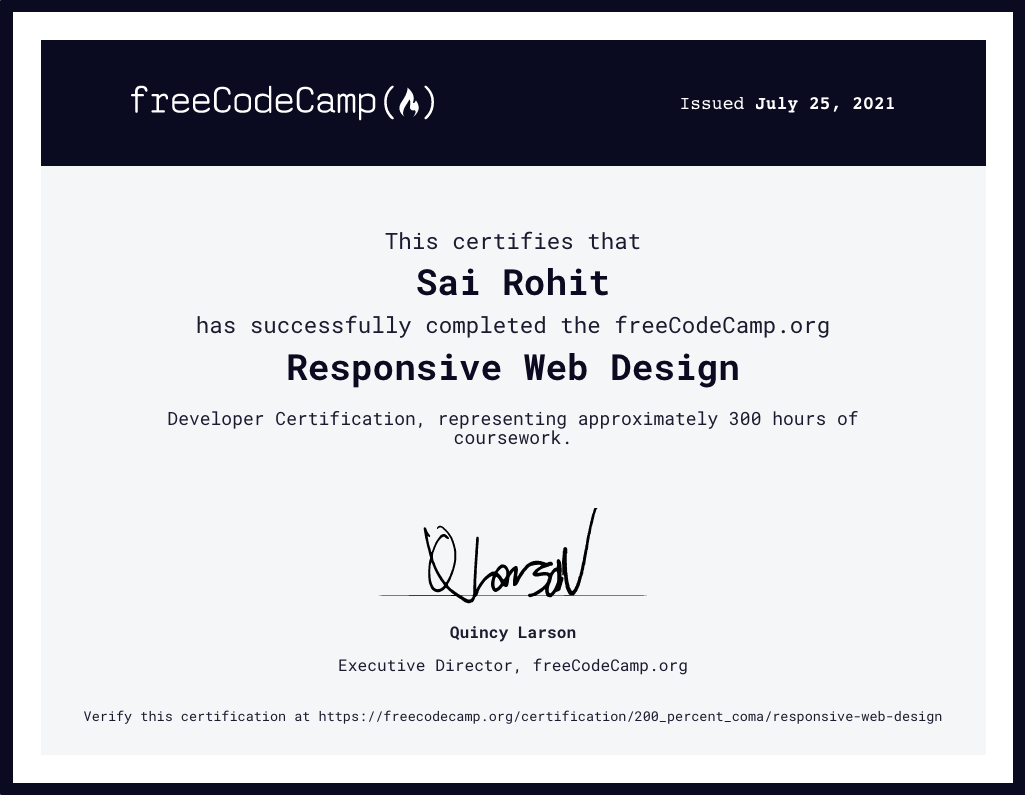 freeCodeCamp
Issued July 25, 2021
This certifies that
Sai Rohit
has successfully completed the freeCodeCamp.org
Responsive Web Design
Developer Certification, representing approximately 300 hours of
coursework.
Q Larson
Quincy Larson
Executive Director, freeCodeCamp.org
Verify this certification at https://freecodecamp.org/certification/200_percent_coma/responsive-web-design